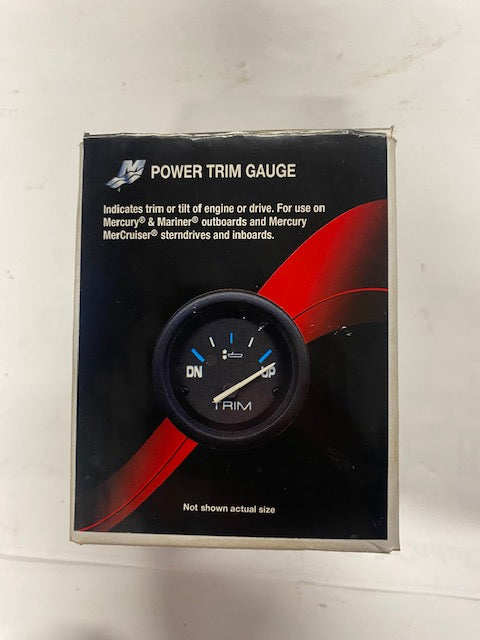 POWER TRIM GAUGE
Indicates trim or tilt of engine or drive. For use on
Mercury® & Mariner® outboards and Mercury
MerCruiser® sterndrives and inboards.
DN UP
TRIM
Not shown actual size